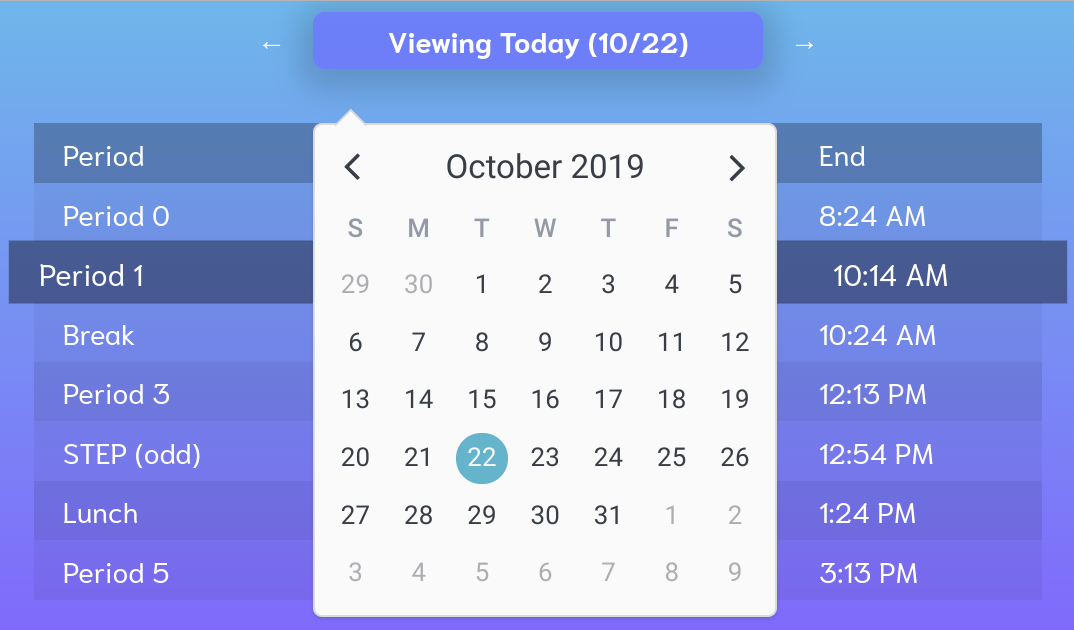 ← Viewing Today (10/22) →
Period End
Period 0 8:24 AM
Period 1 10:14 AM
Break 10:24 AM
Period 3 12:13 PM
STEP (odd) 12:54 PM
Lunch 1:24 PM
Period 5 3:13 PM
October 2019
S M T W T F S
29 30 1 2 3 4 5
6 7 8 9 10 11 12
13 14 15 16 17 18 19
20 21 22 23 24 25 26
27 28 29 30 31 1 2
3 4 5 6 7 8 9